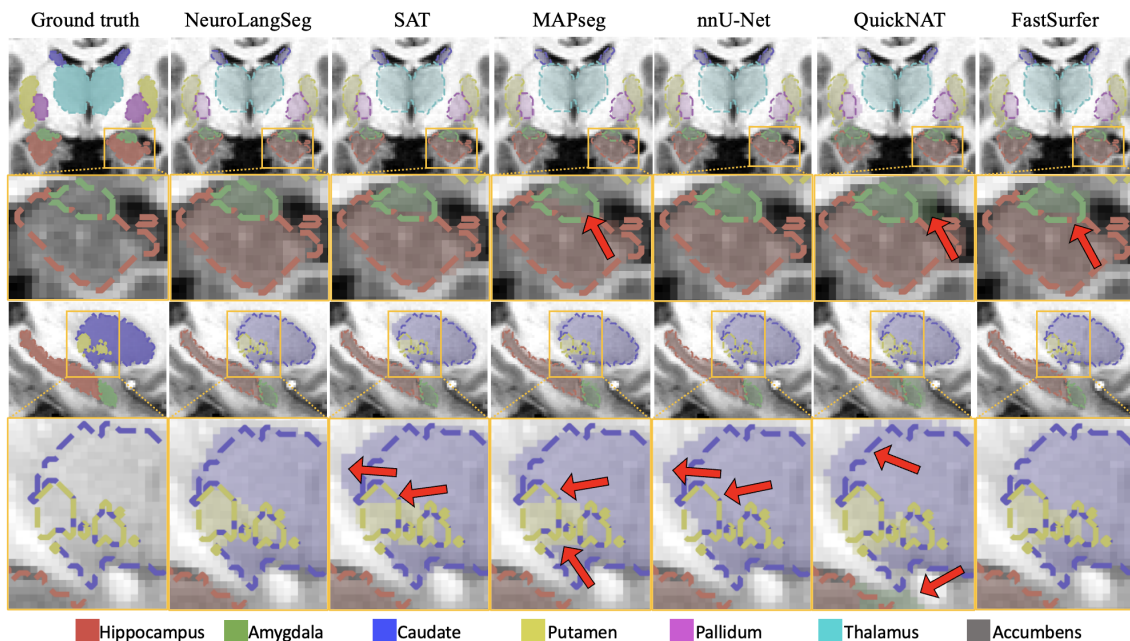 Ground truth NeuroLangSeg SAT MAPseg nnU-Net QuickNAT FastSurfer
Hippocampus Amygdala Caudate Putamen Pallidum Thalamus Accumbens